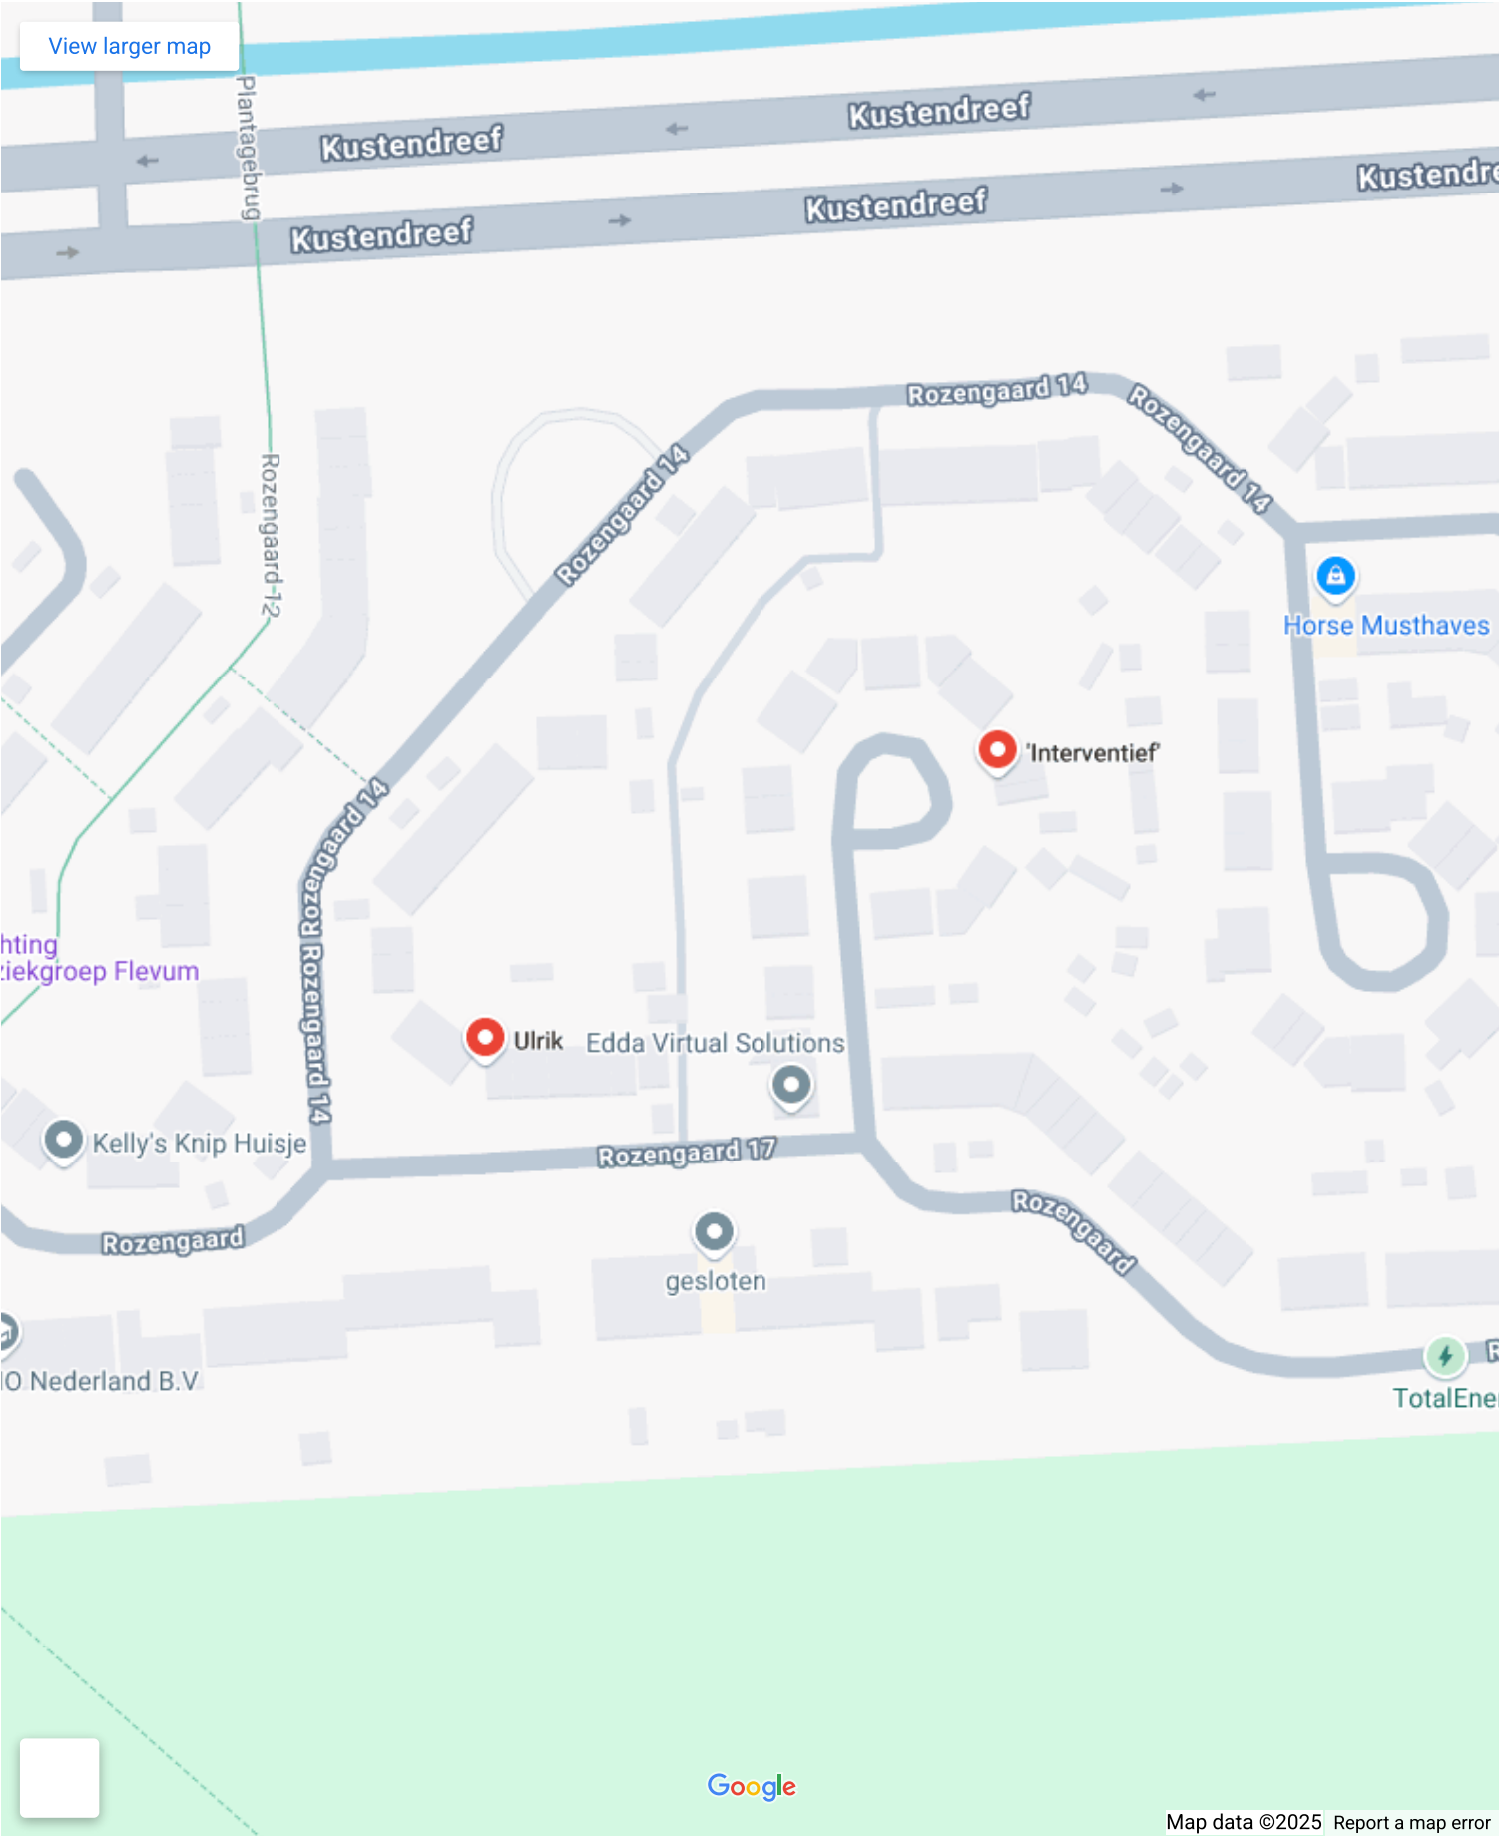 View larger map
Plantagebrug
Kustendreef
Kustendreef
Kustendreef
Kustendreef
Kustendre
Rozengaard 14
Rozengaard 14
Rozengaard 14
Rozengaard-12
Horse Musthaves
'Interventief'
Rozengaard 14
Rozengaard 14
hting
ziekgroep Flevum
Ulrik
Edda Virtual Solutions
Kelly's Knip Huisje
Rozengaard 17
Rozengaard
Rozengaard
gesloten
IO Nederland B.V
R
TotalEner
Google
Map data ©2025
Report a map error